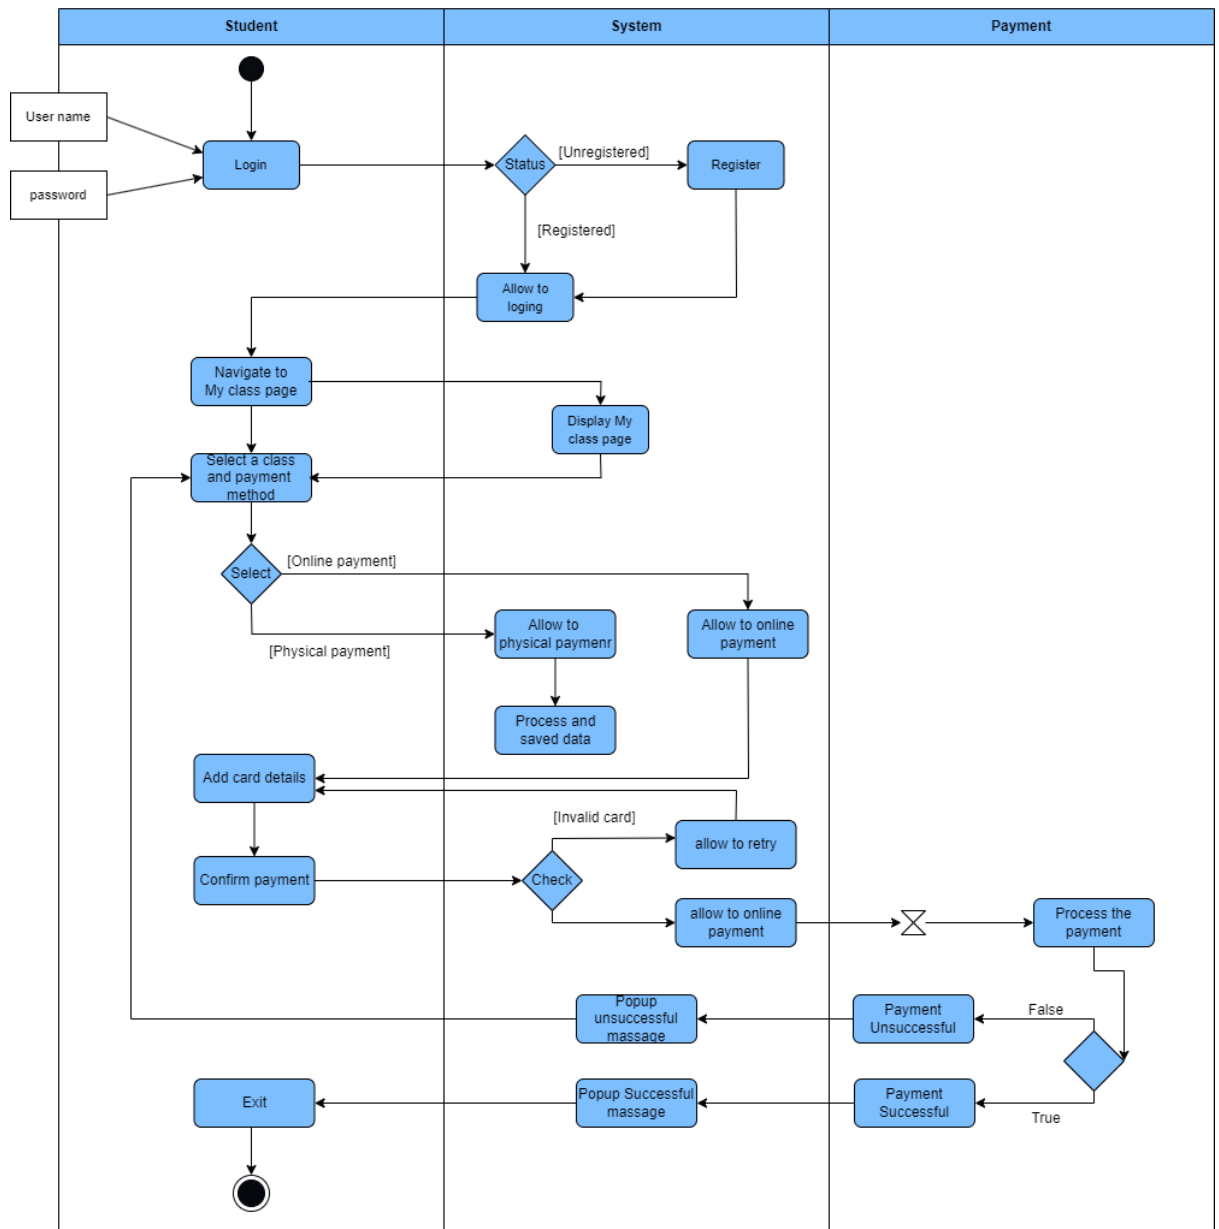 Student
System
Payment
User name
password
Login
Status
[Unregistered]
Register
[Registered]
Allow to
loging
Navigate to
My class page
Display My
class page
Select a class
and payment
method
Select
[Online payment]
[Physical payment]
Allow to
physical paymenr
Allow to online
payment
Process and
saved data
Add card details
[Invalid card]
allow to retry
Confirm payment
Check
allow to online
payment
Process the
payment
Popup
unsuccessful
massage
Payment
Unsuccessful
False
Exit
Popup Successful
massage
Payment
Successful
True